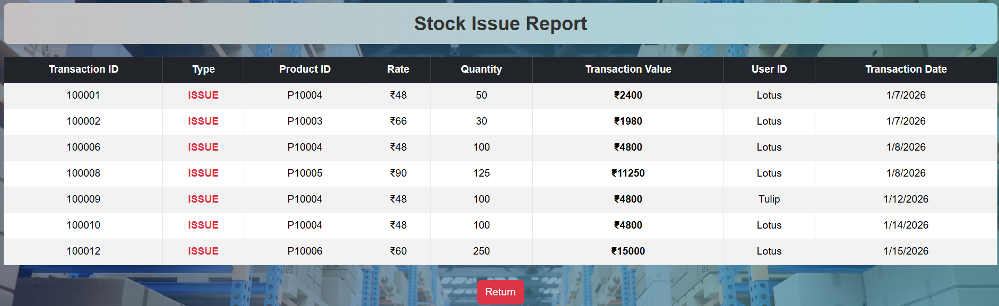 Stock Issue Report
Transaction ID Type Product ID Rate Quantity Transaction Value User ID Transaction Date
100001 ISSUE P10004 ₹48 50 ₹2400 Lotus 1/7/2026
100002 ISSUE P10003 ₹66 30 ₹1980 Lotus 1/7/2026
100006 ISSUE P10004 ₹48 100 ₹4800 Lotus 1/8/2026
100008 ISSUE P10005 ₹90 125 ₹11250 Lotus 1/8/2026
100009 ISSUE P10004 ₹48 100 ₹4800 Tulip 1/12/2026
100010 ISSUE P10004 ₹48 100 ₹4800 Lotus 1/14/2026
100012 ISSUE P10006 ₹60 250 ₹15000 Lotus 1/15/2026
Unsplash+
Return